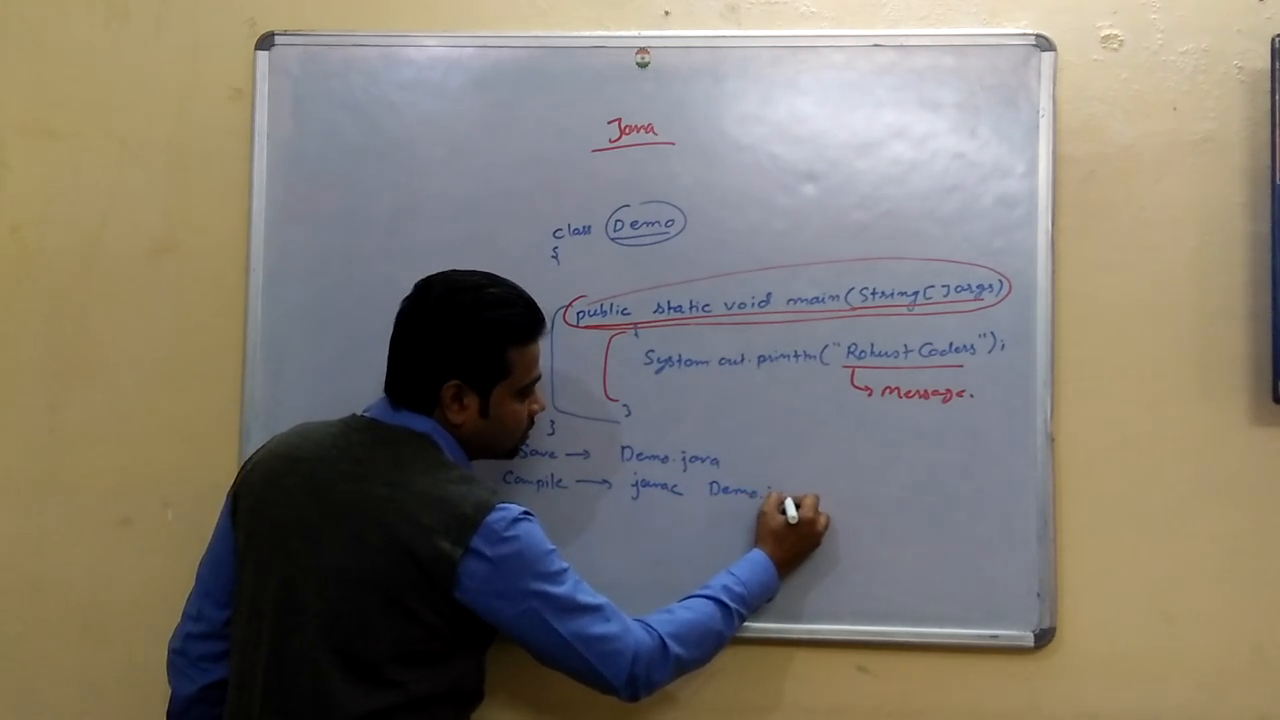 Java
class Demo
{
public static void main(String[]args)
{
System.out.println("Robust Coders");
message.
}
}
Save → Demo.java
Compile → javac Demo.j